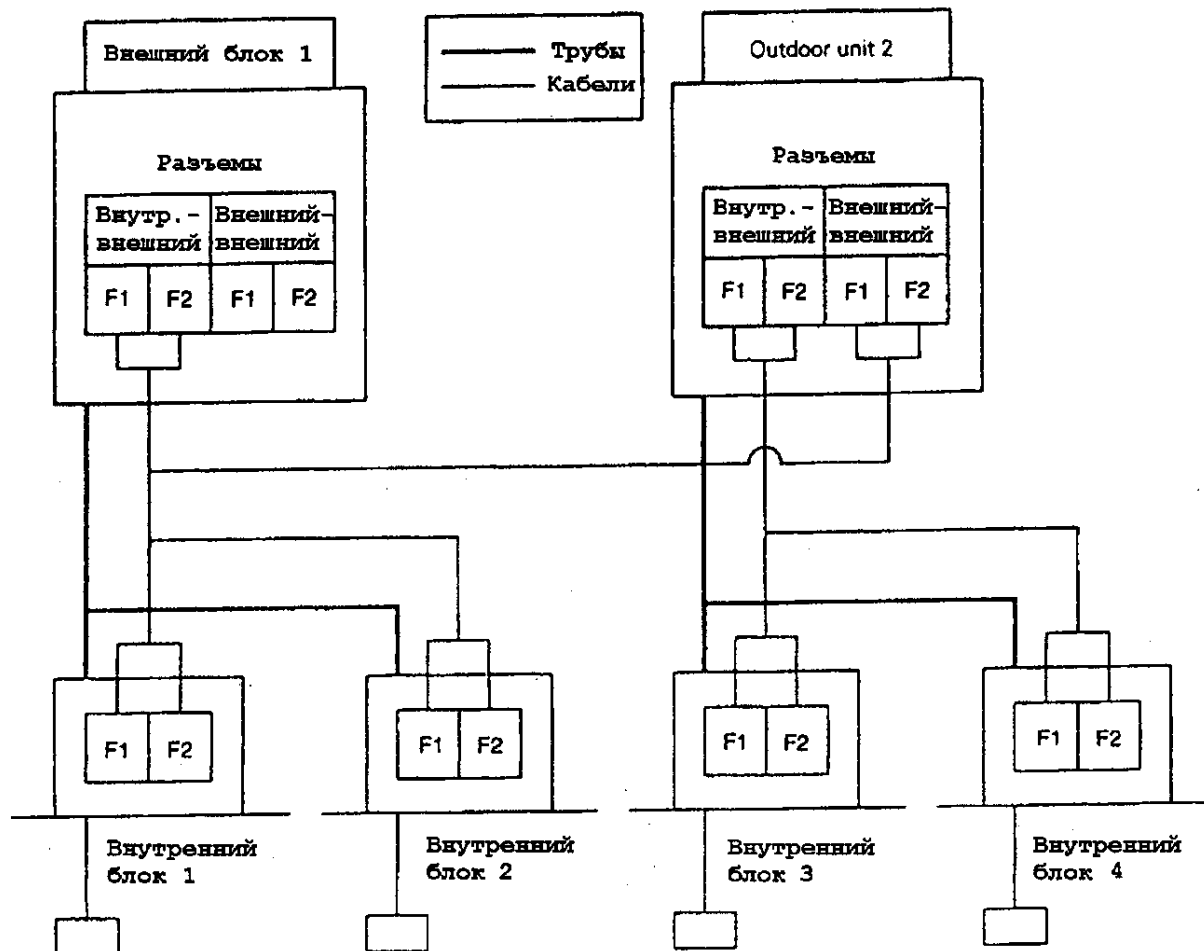 Внешний блок 1
Трубы
Кабели
Outdoor unit 2
Разъемы
Внутр.-
внешний
Внешний-
внешний
F1 F2 F1 F2
Разъемы
Внутр.-
внешний
Внешний-
внешний
F1 F2 F1 F2
F1 F2
F1 F2
F1 F2
F1 F2
Внутренний
блок 1
Внутренний
блок 2
Внутренний
блок 3
Внутренний
блок 4